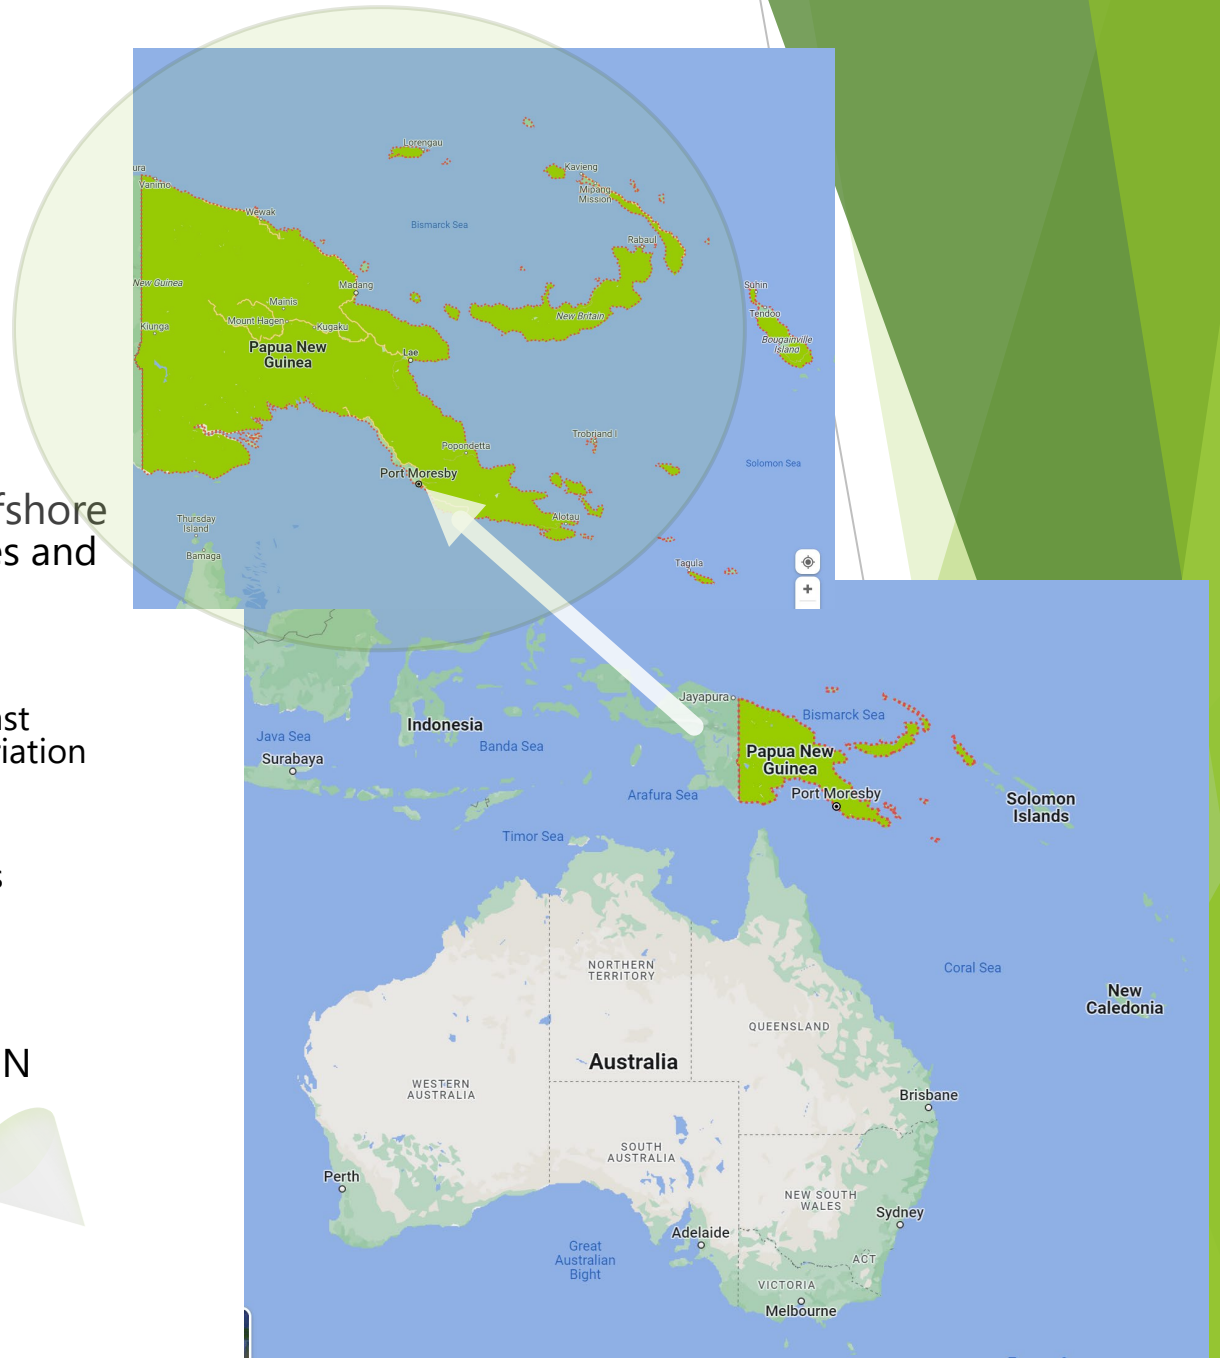 Lorengau
Kavieng
Mipang
Mission
ura
Vanimo
Wewak
Bismarck Sea
Rabaul
New Guinea
Madang
Suhin
Mainis
Tendoo
New Britain
Kiunga
Mount Hagen
Kugaku
Bougainville
Island
Papua New
Guinea
Lae
Trobriand I
Popondetta
Port Moresby
Solomon Sea
fshore
es and
Thursday
Island
Alotau
Bamaga
Tagula
+
ast
riation
s
N
Jayapura
Bismarck Sea
Indonesia
Java Sea
Banda Sea
Surabaya
Papua New
Guinea
Arafura Sea
Port Moresby
Solomon
Islands
Timor Sea
NORTHERN
TERRITORY
Coral Sea
New
Caledonia
QUEENSLAND
Australia
WESTERN
AUSTRALIA
Brisbane
SOUTH
AUSTRALIA
Perth
NEW SOUTH
WALES
Sydney
Adelaide
Great
Australian
Bight
ACT
VICTORIA
Melbourne